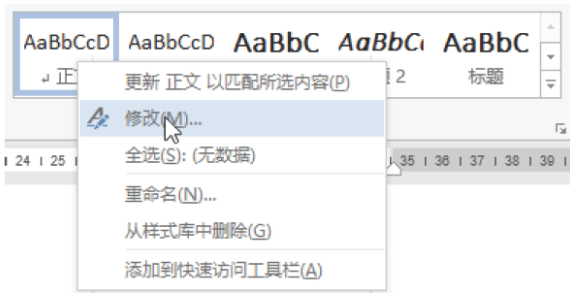 AaBbCcD AaBbCcD AaBbC AaBbC AaBbC
↲ 正 2 标题
更新 正文 以匹配所选内容(P)
修改(M)...
全选(S): (无数据)
24 25 35 36 37 38 39
重命名(N)...
从样式库中删除(G)
添加到快速访问工具栏(A)